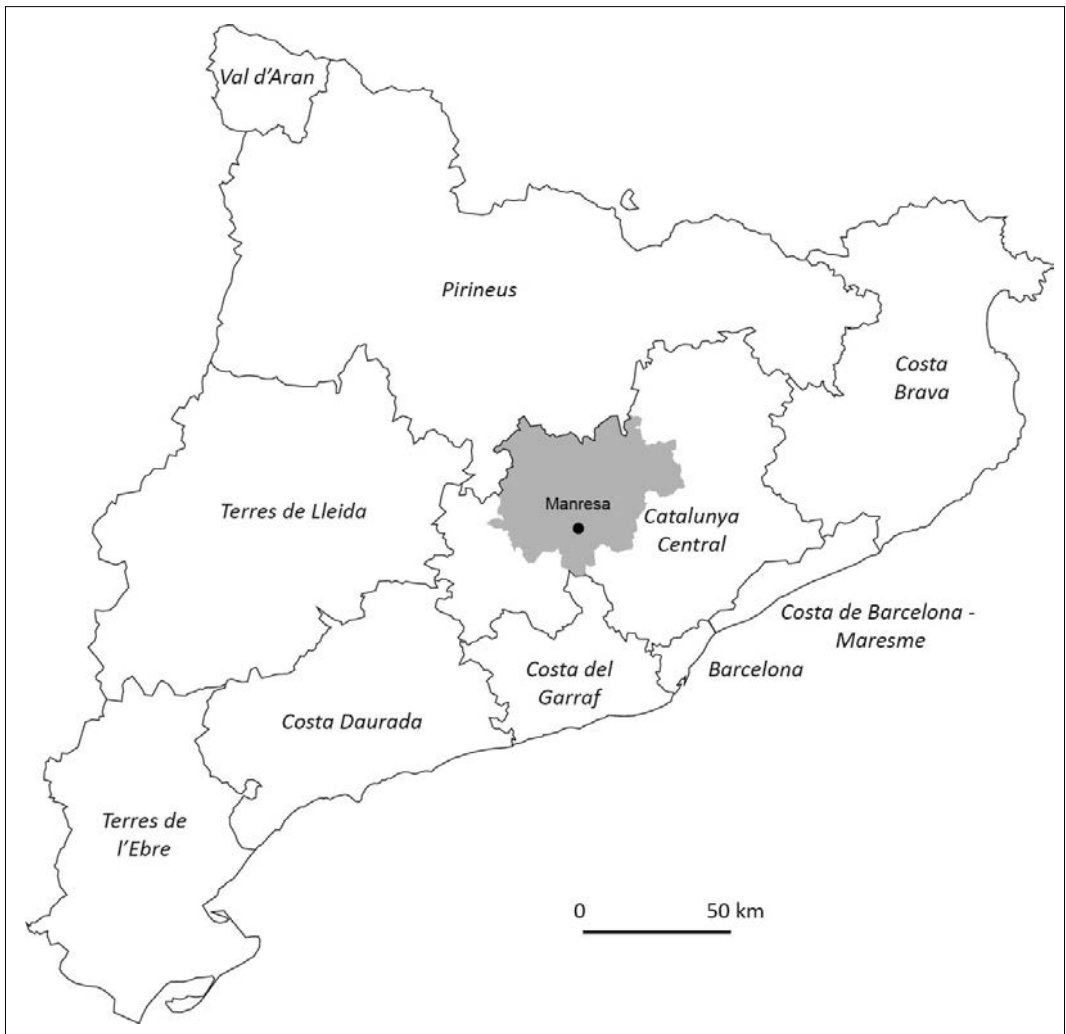 Val d'Aran
Pirineus
Costa
Brava
Terres de Lleida
Manresa
Catalunya
Central
Costa de Barcelona -
Maresme
Costa del
Garraf
Barcelona
Costa Daurada
Terres de
l'Ebre
0 50 km